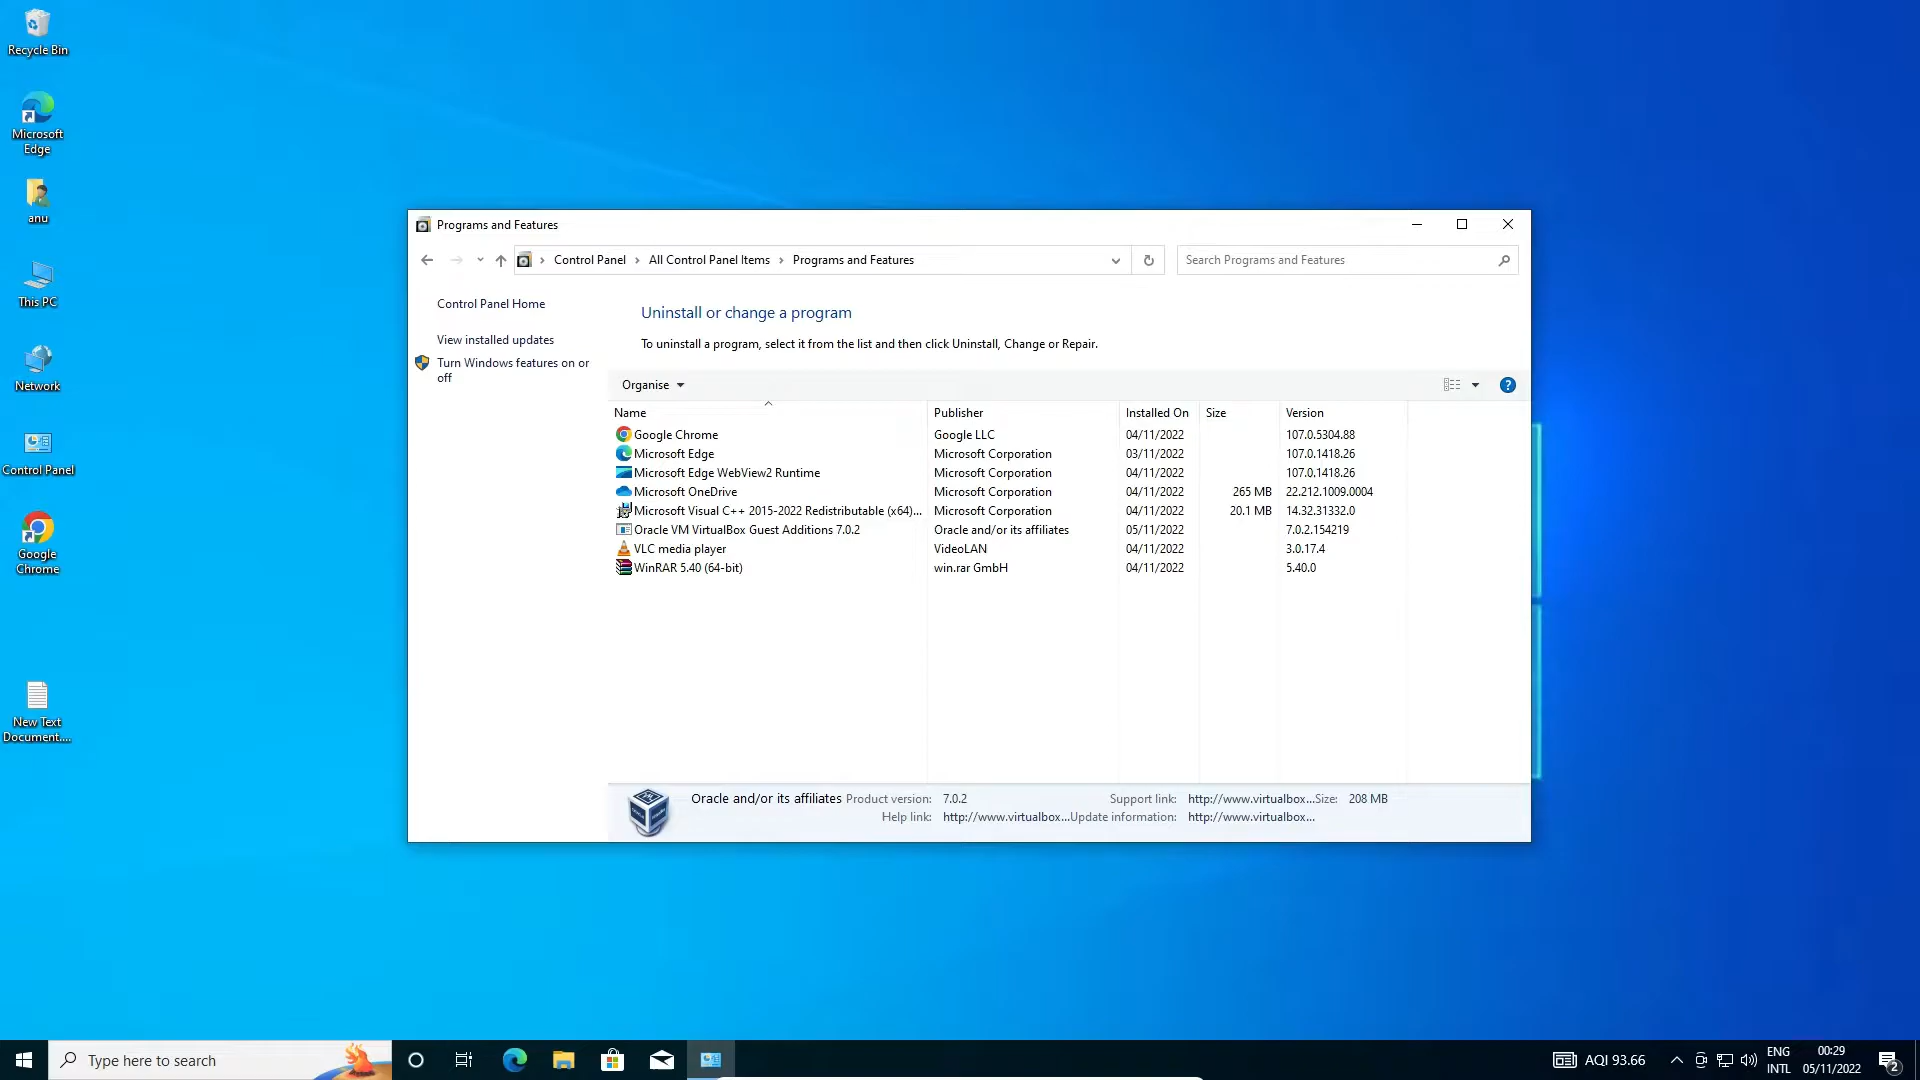 Recycle Bin
Microsoft
Edge
anu
This PC
Network
Control Panel
Google
Chrome
New Text
Document....
Programs and Features
Control Panel
All Control Panel Items
Programs and Features
Search Programs and Features
Control Panel Home
View installed updates
Turn Windows features on or
off
Uninstall or change a program
To uninstall a program, select it from the list and then click Uninstall, Change or Repair.
Organise
?
Name Publisher Installed On Size Version
Google Chrome Google LLC 04/11/2022 107.0.5304.88
Microsoft Edge Microsoft Corporation 03/11/2022 107.0.1418.26
Microsoft Edge WebView2 Runtime Microsoft Corporation 04/11/2022 107.0.1418.26
Microsoft OneDrive Microsoft Corporation 04/11/2022 265 MB 22.212.1009.0004
Microsoft Visual C++ 2015-2022 Redistributable (x64)... Microsoft Corporation 04/11/2022 20.1 MB 14.32.31332.0
Oracle VM VirtualBox Guest Additions 7.0.2 Oracle and/or its affiliates 05/11/2022 7.0.2.154219
VLC media player VideoLAN 04/11/2022 3.0.17.4
WinRAR 5.40 (64-bit) win.rar GmbH 04/11/2022 5.40.0
Oracle and/or its affiliates Product version: 7.0.2 Support link: http://www.virtualbox... Size: 208 MB
Help link: http://www.virtualbox... Update information: http://www.virtualbox...
Type here to search
AQI 93.66
ENG
INTL
00:29
05/11/2022
2